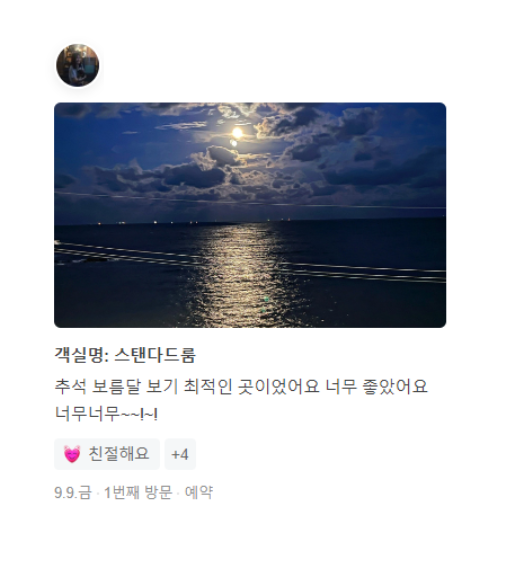 객실명: 스탠다드룸
추석 보름달 보기 최적인 곳이었어요 너무 좋았어요
너무너무~~!~!
친절해요 +4
9.9.금 · 1번째 방문 · 예약